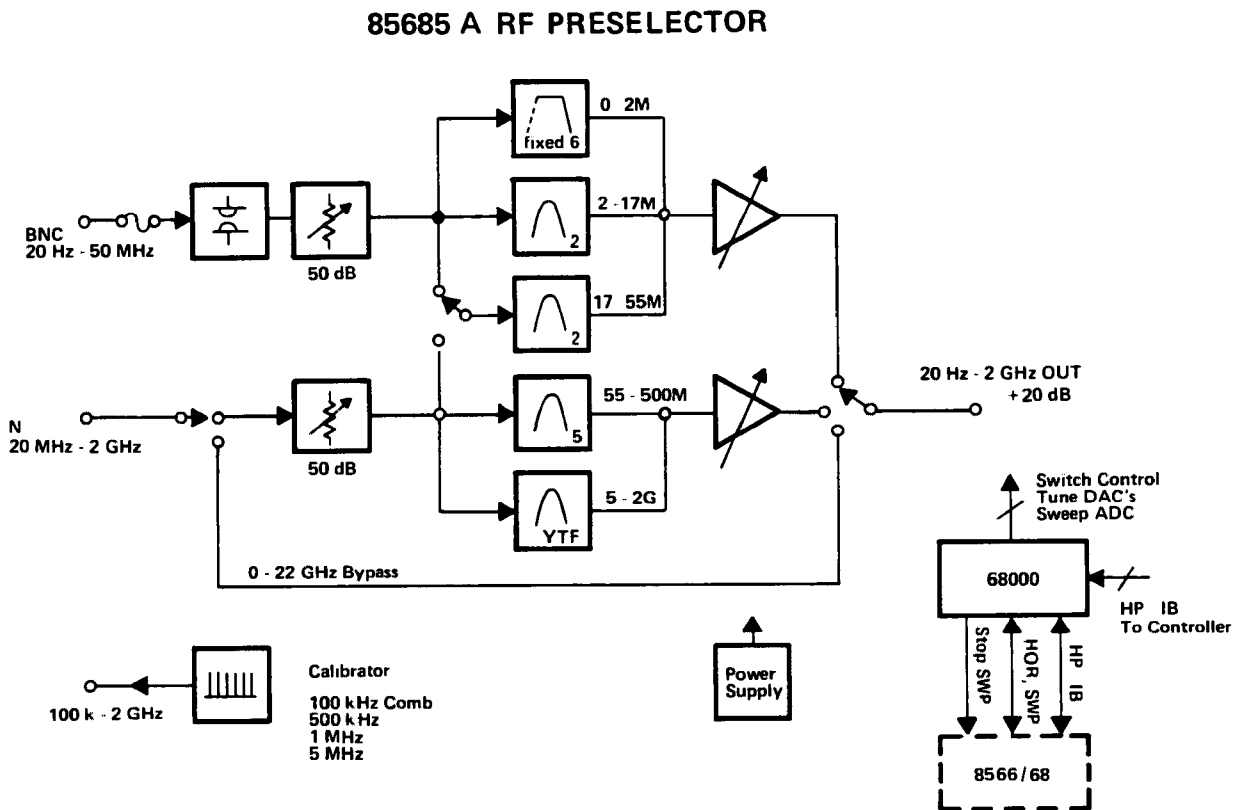 85685 A RF PRESELECTOR
0 2M
fixed 6
2 - 17M
2
BNC
20 Hz - 50 MHz
50 dB
17 55M
2
20 Hz - 2 GHz OUT
+20 dB
55 - 500M
5
N
20 MHz - 2 GHz
50 dB
5 - 2G
YTF
Switch Control
Tune DAC's
Sweep ADC
0 - 22 GHz Bypass
68000
HP IB
To Controller
Stop SWP
HOR, SWP
HP IB
100 k - 2 GHz
Calibrator
100 kHz Comb
500 kHz
1 MHz
5 MHz
Power
Supply
8566/68